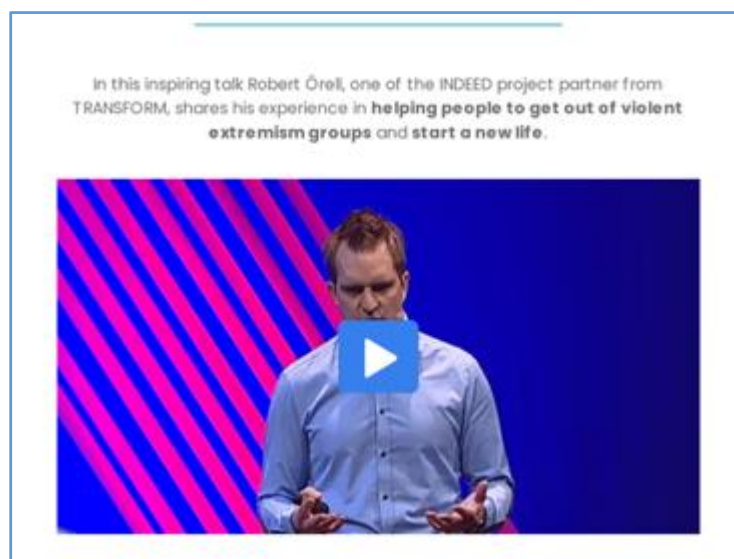 In this inspiring talk Robert Örell, one of the INDEED project partner from
TRANSFORM, shares his experience in helping people to get out of violent
extremism groups and start a new life.